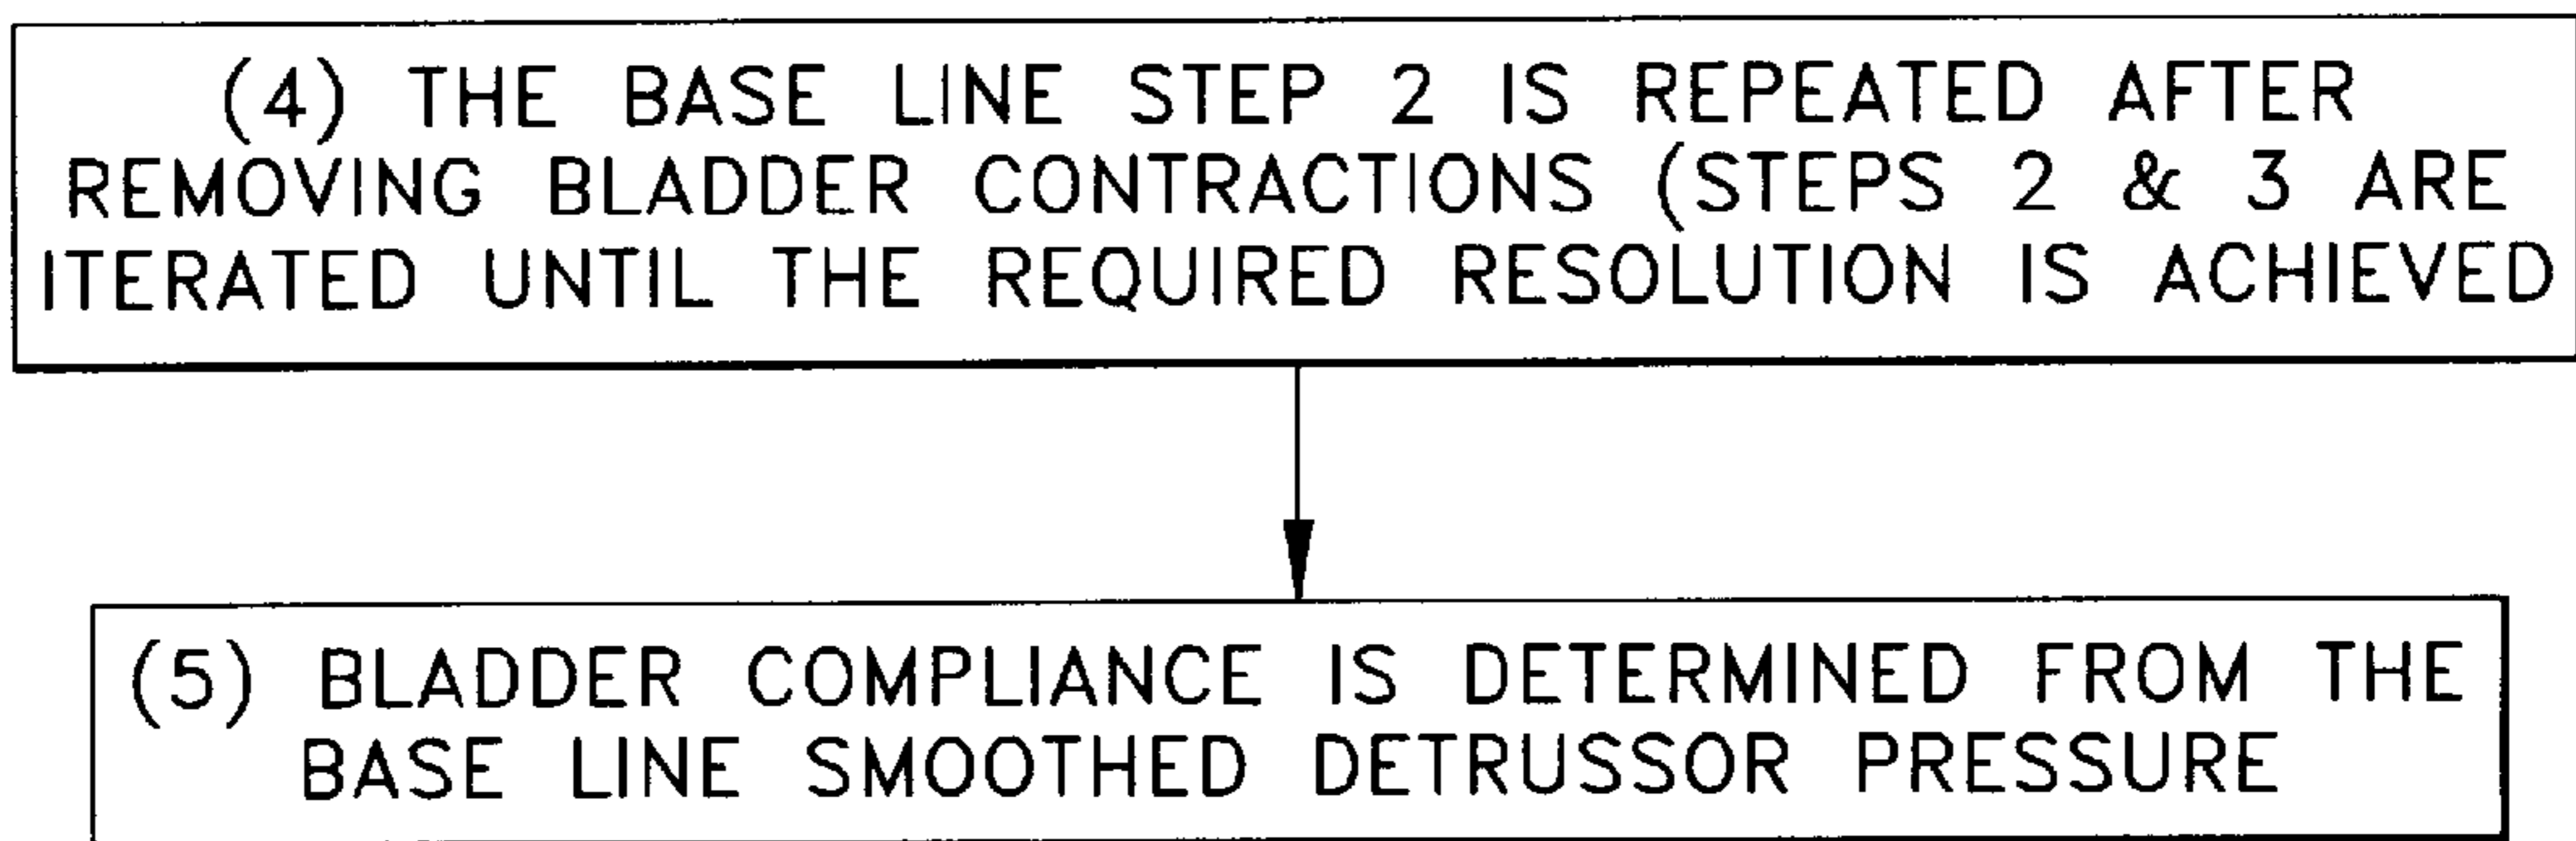 (4) THE BASE LINE STEP 2 IS REPEATED AFTER
REMOVING BLADDER CONTRACTIONS (STEPS 2 & 3 ARE
ITERATED UNTIL THE REQUIRED RESOLUTION IS ACHIEVED
(5) BLADDER COMPLIANCE IS DETERMINED FROM THE
BASE LINE SMOOTHED DETRUSSOR PRESSURE